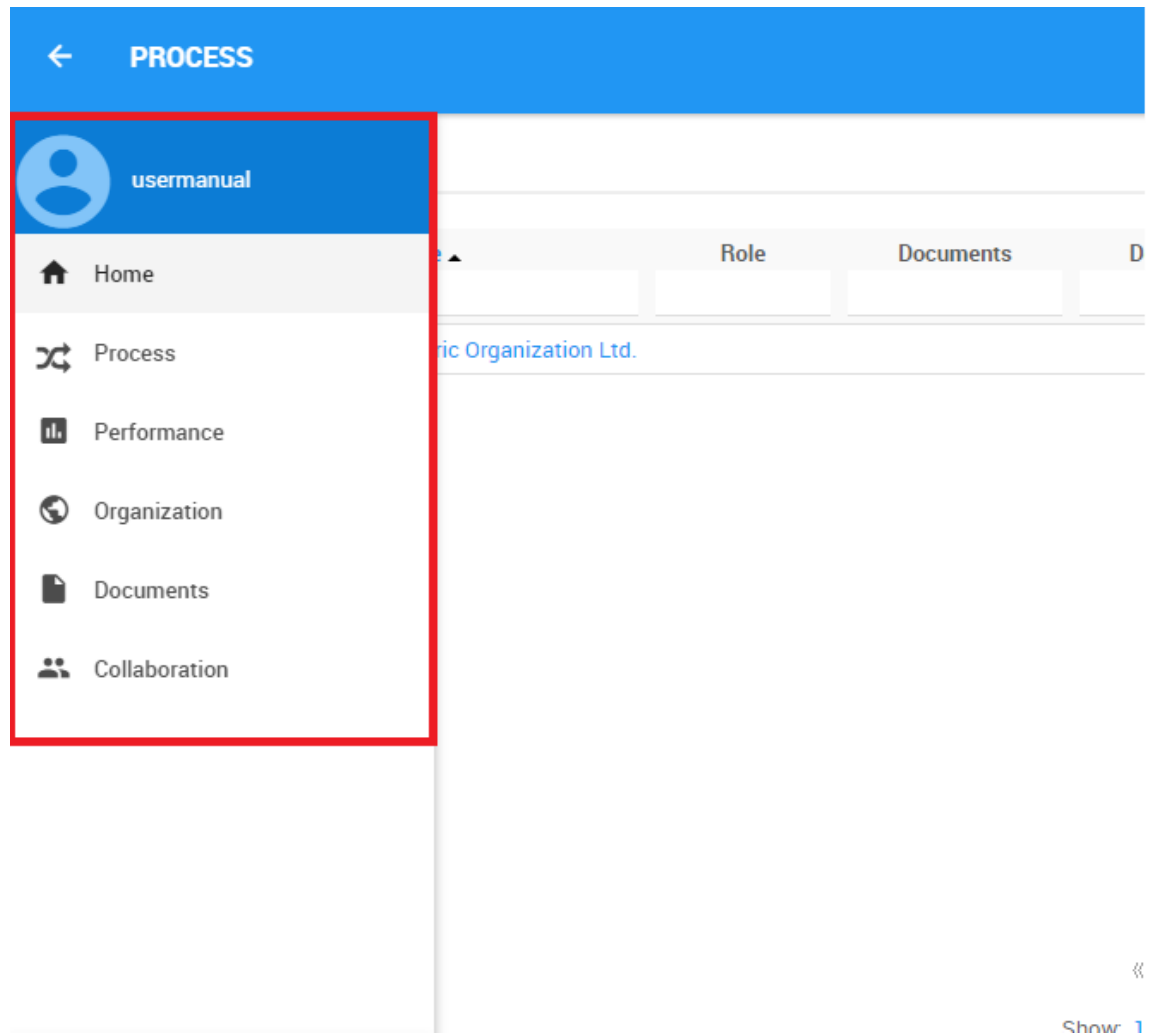 PROCESS
usermanual
Home
Role Documents D
Process
ric Organization Ltd.
Performance
Organization
Documents
Collaboration
«
Show: